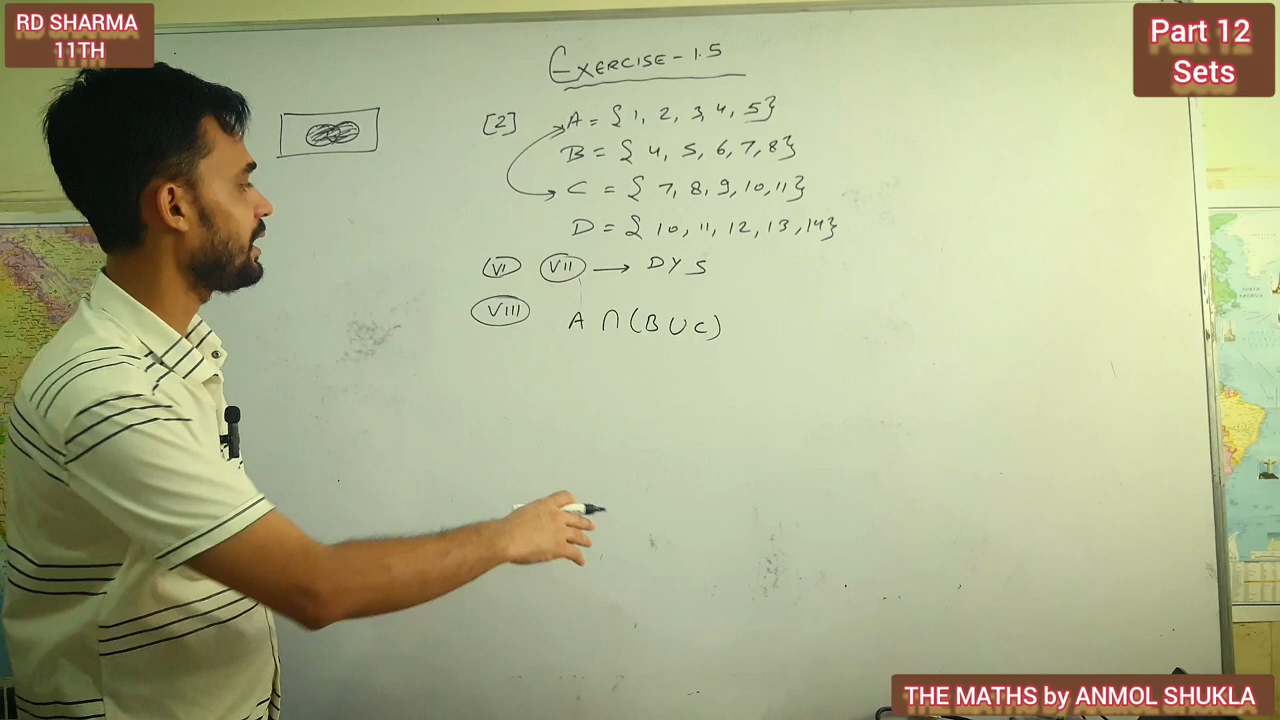 RD SHARMA
11TH
Part 12
Sets
EXERCISE - 1.5
[2] A = { 1, 2, 3, 4, 5}
B = { 4, 5, 6, 7, 8}
C = { 7, 8, 9, 10, 11}
D = { 10, 11, 12, 13, 14}
VI VII → DYS
VIII A ∩ (B ∪ C)
THE MATHS by ANMOL SHUKLA